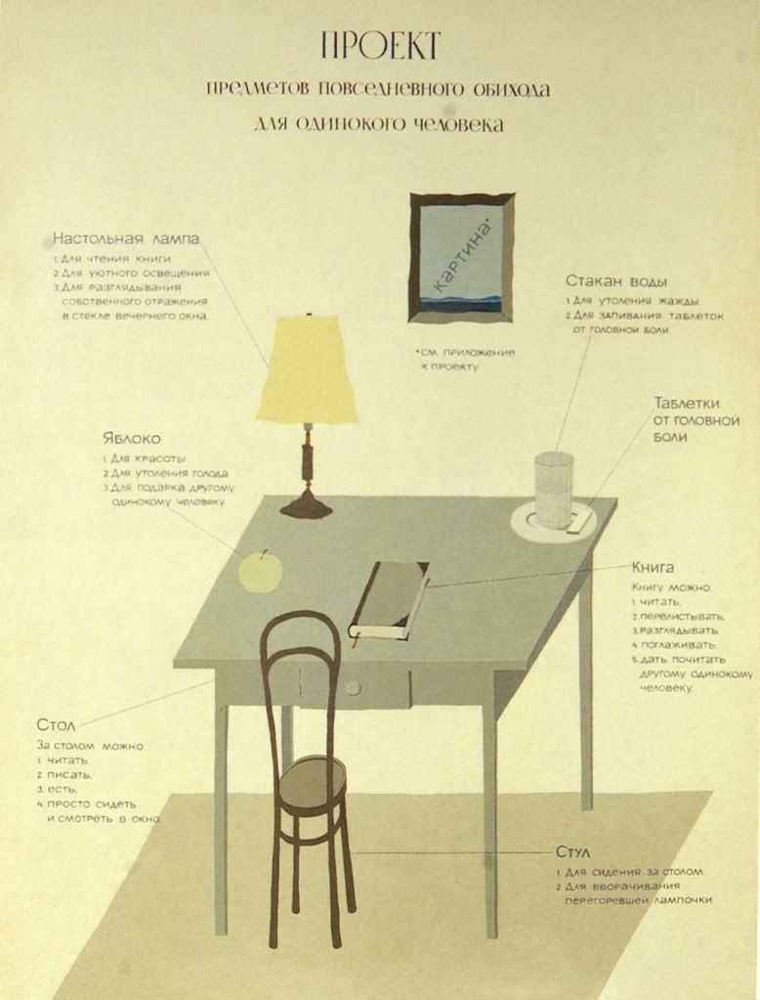 ПРОЕКТ
ПРЕДМЕТОВ ПОВСЕДНЕВНОГО ОБИХОДА
ДЛЯ ОДИНОКОГО ЧЕЛОВЕКА
Настольная лампа
1. Для чтения книги.
2. Для уютного освещения.
3. Для разглядывания
собственного отражения
в стекле вечернего окна.
картина*
*см. приложение
к проекту.
Стакан воды
1. Для утоления жажды.
2. Для запивания таблеток
от головной боли.
Таблетки
от головной
боли
Яблоко
1. Для красоты
2. Для утоления голода
3. Для подарка другому
одинокому человеку
Книга
Книгу можно:
1. читать,
2. перелистывать,
3. разглядывать,
4. поглаживать,
5. дать почитать
другому одинокому
человеку.
Стол
За столом можно:
1. читать,
2. писать,
3. есть,
4. просто сидеть
и смотреть в окно.
Стул
1. Для сидения за столом.
2. Для вворачивания
перегоревшей лампочки.